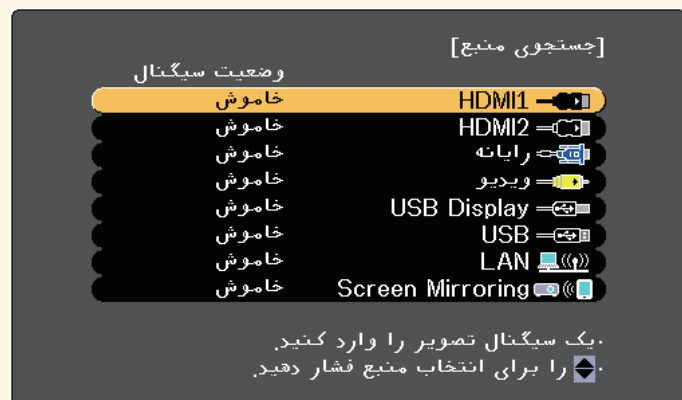 [جستجوی منبع]
وضعیت سیگنال
HDMI1 خاموش
HDMI2 خاموش
رایانه خاموش
ویدیو خاموش
USB Display خاموش
USB خاموش
LAN خاموش
Screen Mirroring خاموش
.یک سیگنال تصویر را وارد کنید.
.را برای انتخاب منبع فشار دهید.